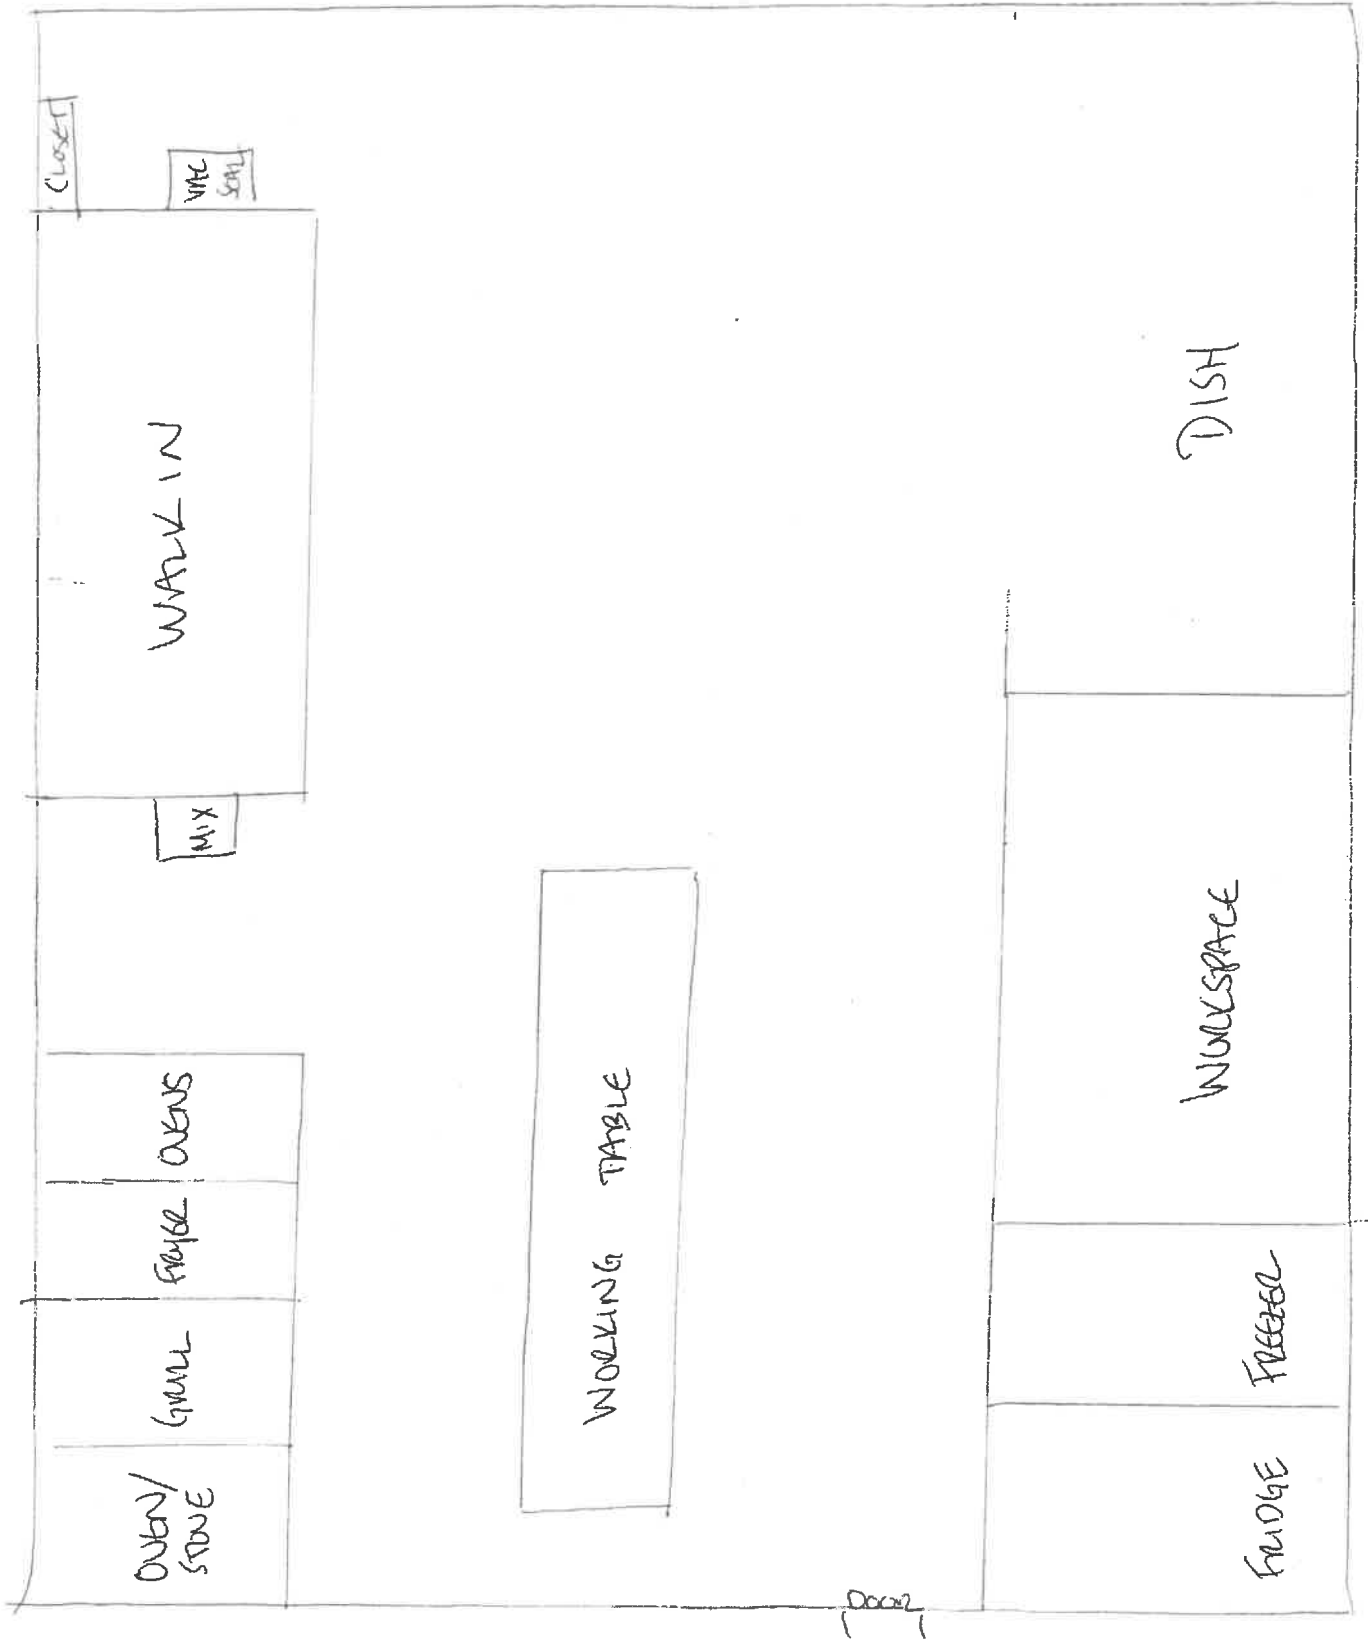 CLOSET
VAC
SEAL
WALK IN
MIX
OVENS
FRYER
GRILL
OVEN/
STOVE
WORKING TABLE
DOOR
DISH
WORKSPACE
FREEZER
FRIDGE